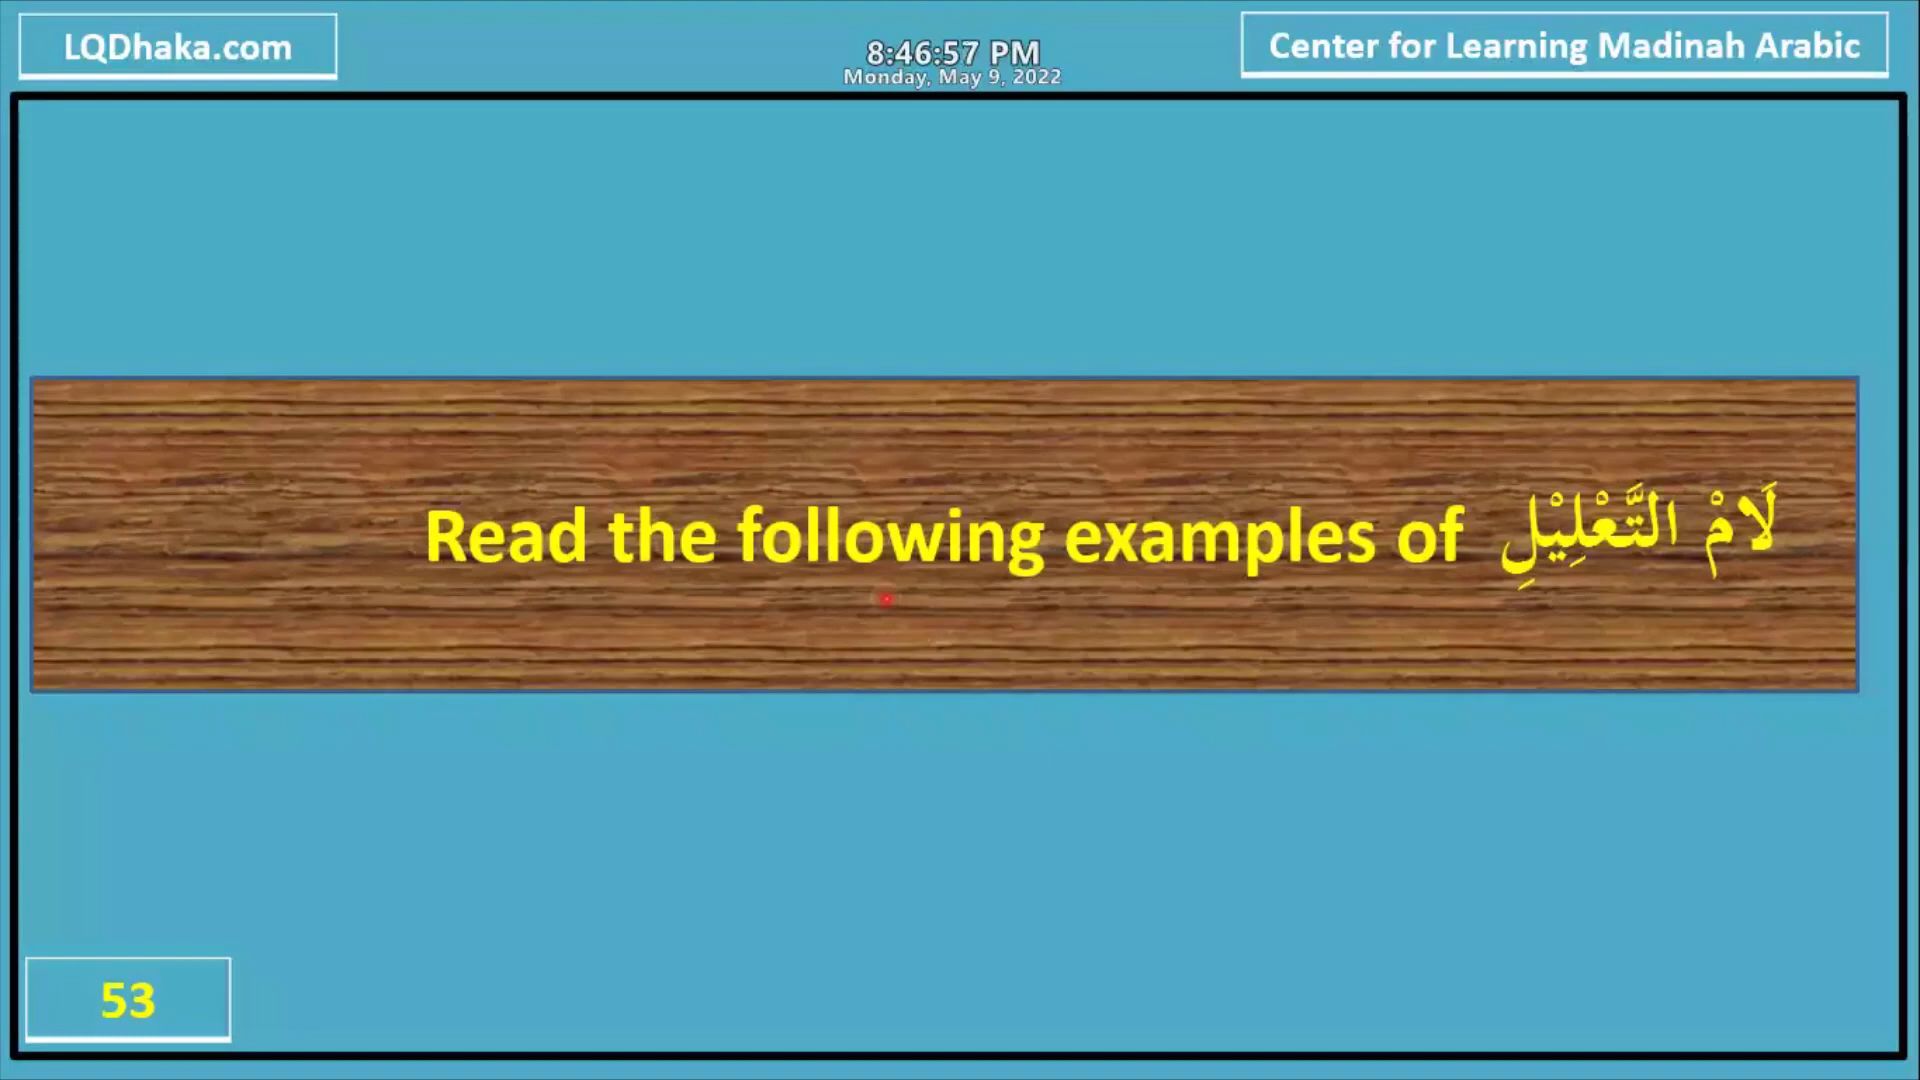 LQDhaka.com
8:46:57 PM
Monday, May 9, 2022
Center for Learning Madinah Arabic
Read the following examples of لَامْ التَّعْلِيْلِ
53